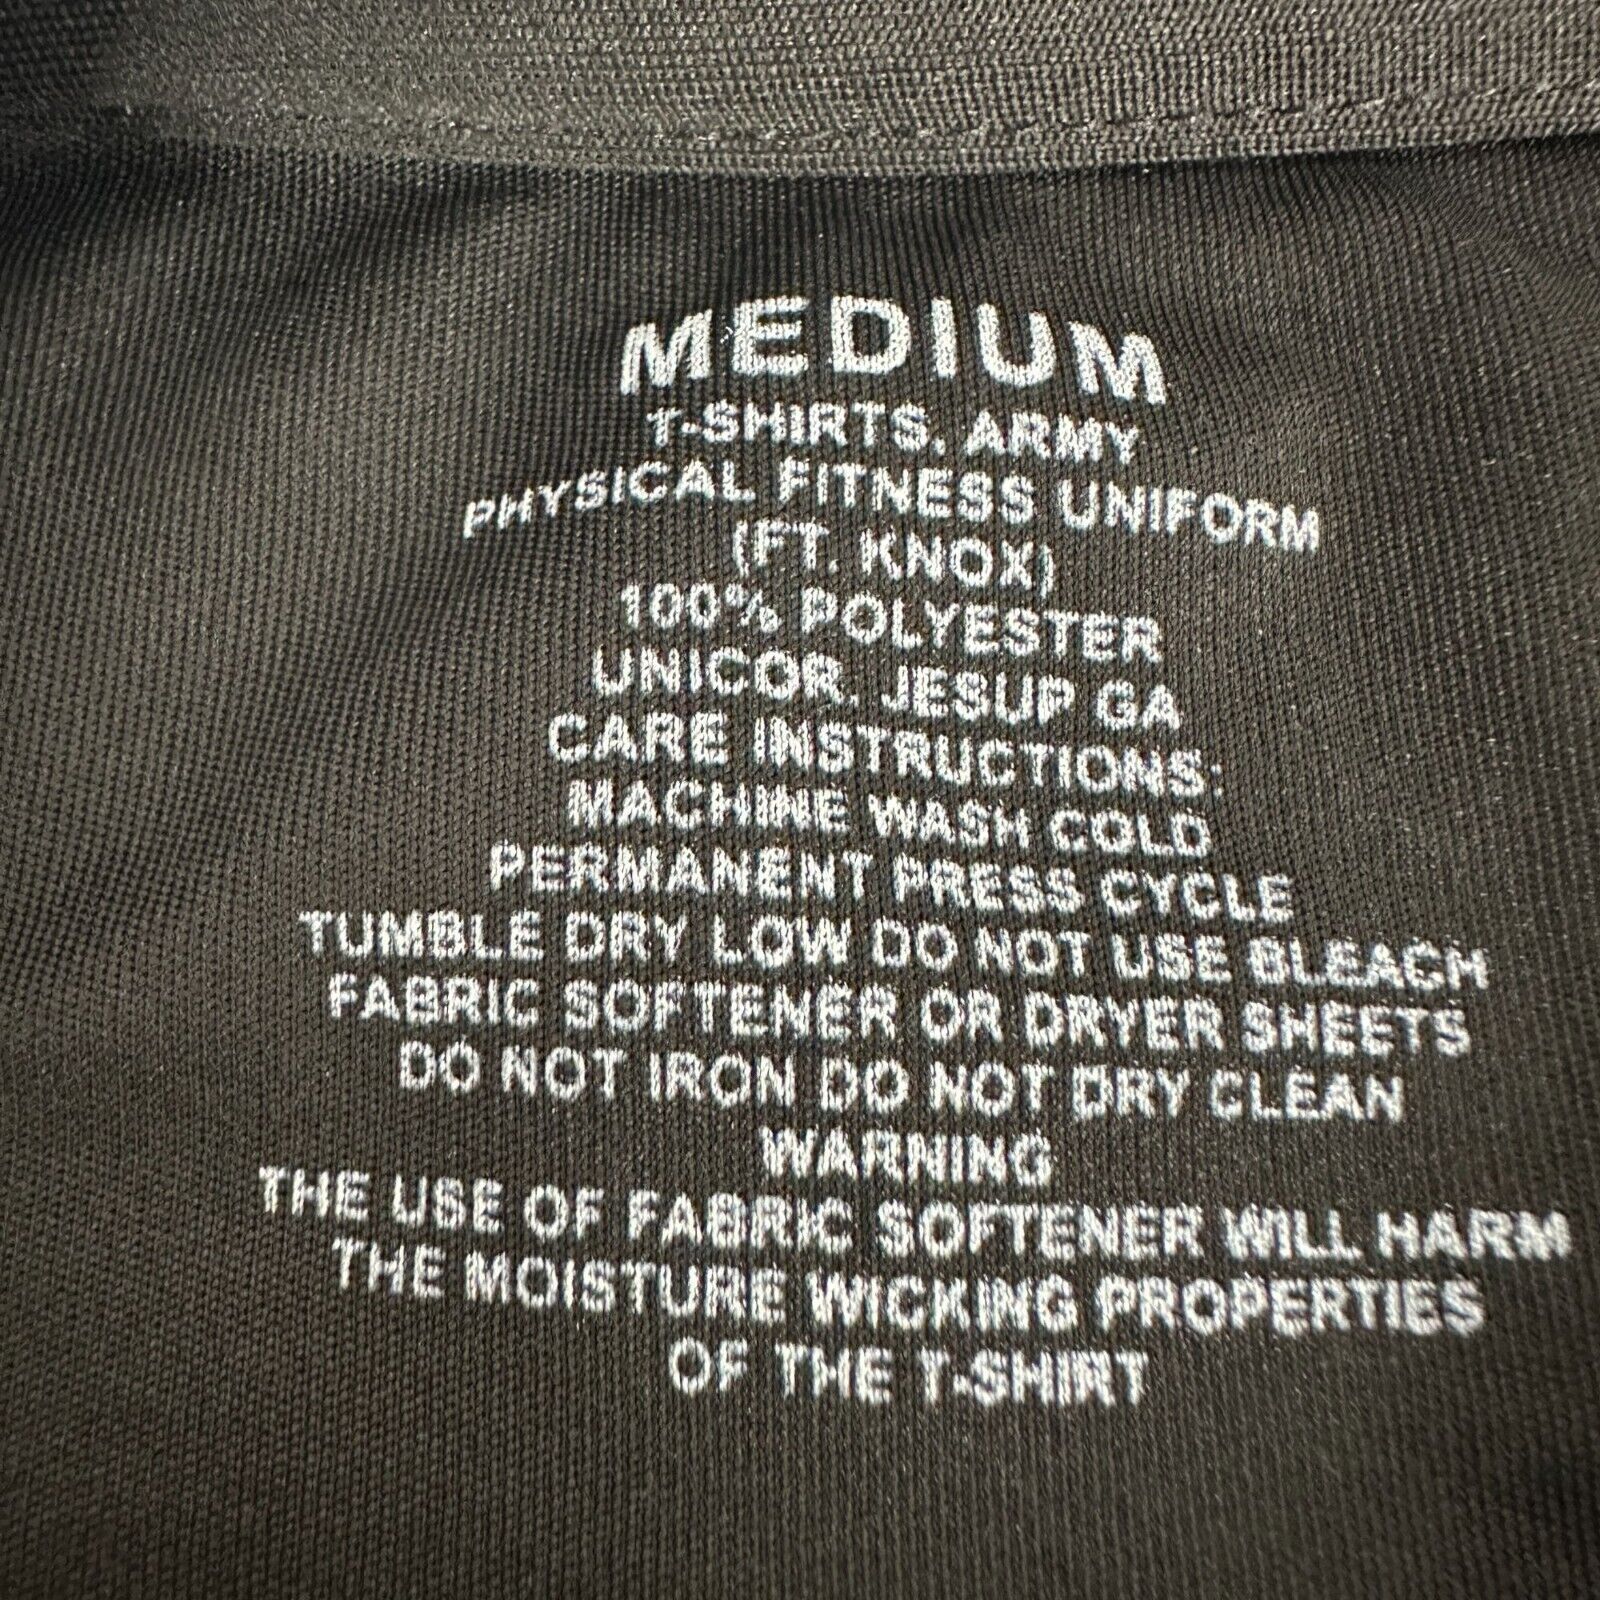 MEDIUM
T-SHIRTS, ARMY
PHYSICAL FITNESS UNIFORM
(FT. KNOX)
100% POLYESTER
UNICOR, JESUP GA
CARE INSTRUCTIONS:
MACHINE WASH COLD
PERMANENT PRESS CYCLE
TUMBLE DRY LOW DO NOT USE BLEACH
FABRIC SOFTENER OR DRYER SHEETS
DO NOT IRON DO NOT DRY CLEAN
WARNING
THE USE OF FABRIC SOFTENER WILL HARM
THE MOISTURE WICKING PROPERTIES
OF THE T-SHIRT